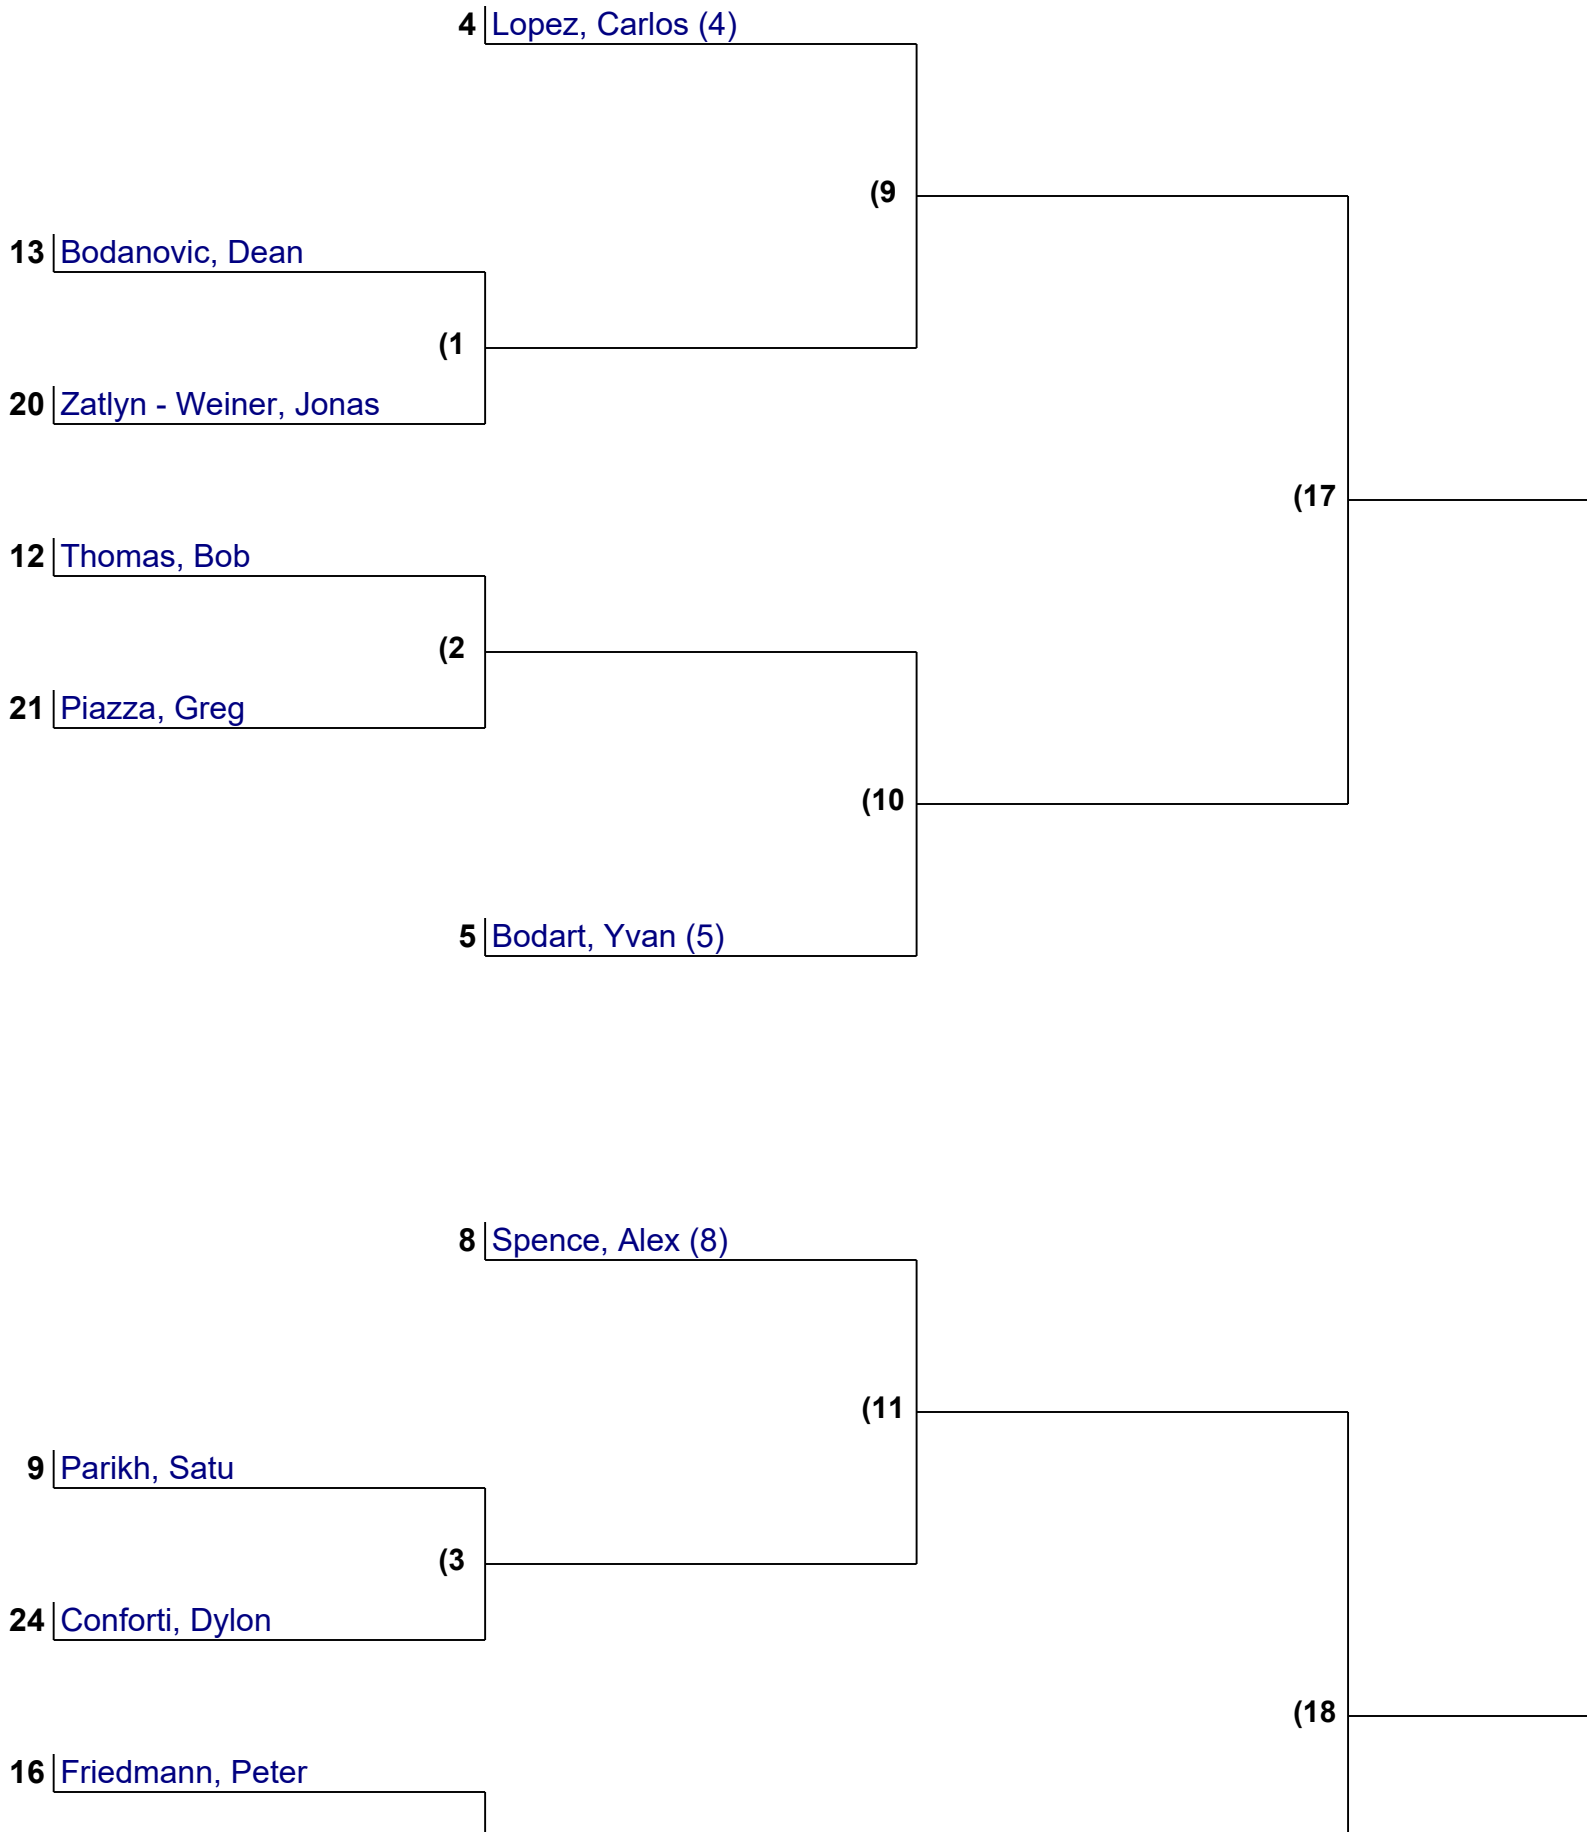 4 Lopez, Carlos (4)
(9
13 Bodanovic, Dean
(1
20 Zatlyn - Weiner, Jonas
(17
12 Thomas, Bob
(2
21 Piazza, Greg
(10
5 Bodart, Yvan (5)
8 Spence, Alex (8)
(11
9 Parikh, Satu
(3
24 Conforti, Dylon
(18
16 Friedmann, Peter